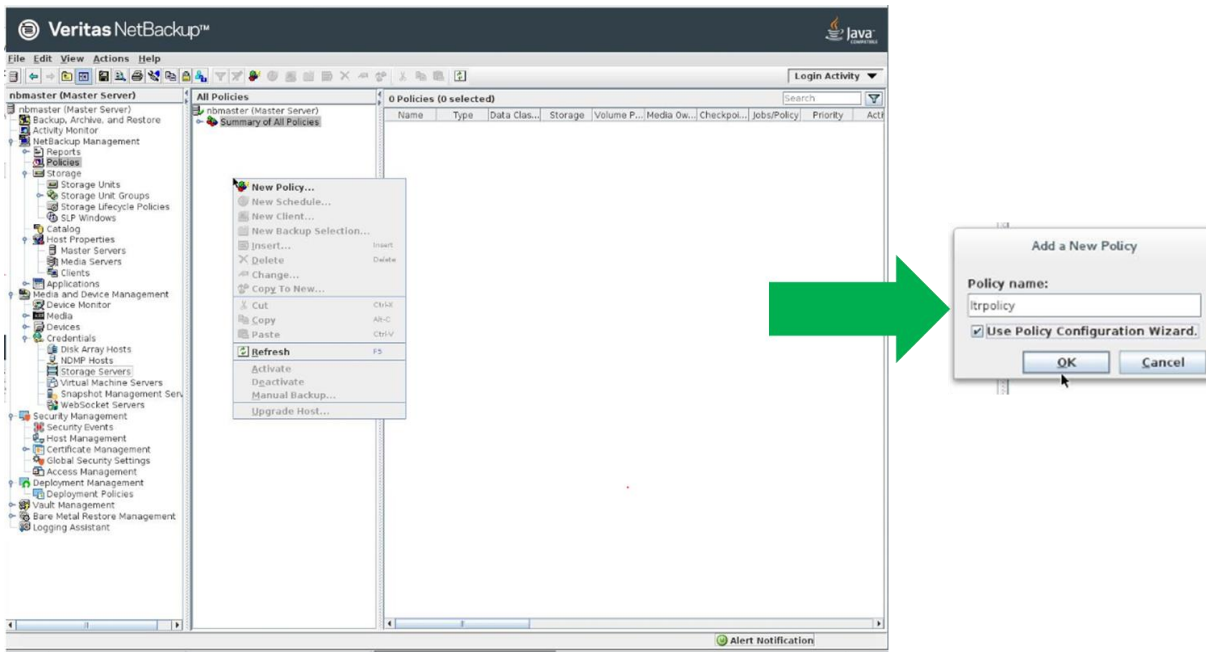 Veritas NetBackup™
Java™
COMPATIBLE
File Edit View Actions Help
Login Activity
nbmaster (Master Server)
nbmaster (Master Server)
Backup, Archive, and Restore
Activity Monitor
NetBackup Management
Reports
Policies
Storage
Storage Units
Storage Unit Groups
Storage Lifecycle Policies
SLP Windows
Catalog
Host Properties
Master Servers
Media Servers
Clients
Applications
Media and Device Management
Device Monitor
Media
Devices
Credentials
Disk Array Hosts
NDMP Hosts
Storage Servers
Virtual Machine Servers
Snapshot Management Serv
WebSocket Servers
Security Management
Security Events
Host Management
Certificate Management
Global Security Settings
Access Management
Deployment Management
Deployment Policies
Vault Management
Bare Metal Restore Management
Logging Assistant
All Policies
nbmaster (Master Server)
Summary of All Policies
New Policy...
New Schedule...
New Client...
New Backup Selection...
Insert... Insert
Delete Delete
Change...
Copy To New...
Cut Ctrl-X
Copy Alt-C
Paste Ctrl-V
Refresh F5
Activate
Deactivate
Manual Backup...
Upgrade Host...
0 Policies (0 selected) Search
Name Type Data Clas... Storage Volume P... Media Ow... Checkpoi... Jobs/Policy Priority Acti
Alert Notification
Add a New Policy
Policy name:
ltrpolicy
Use Policy Configuration Wizard.
OK Cancel